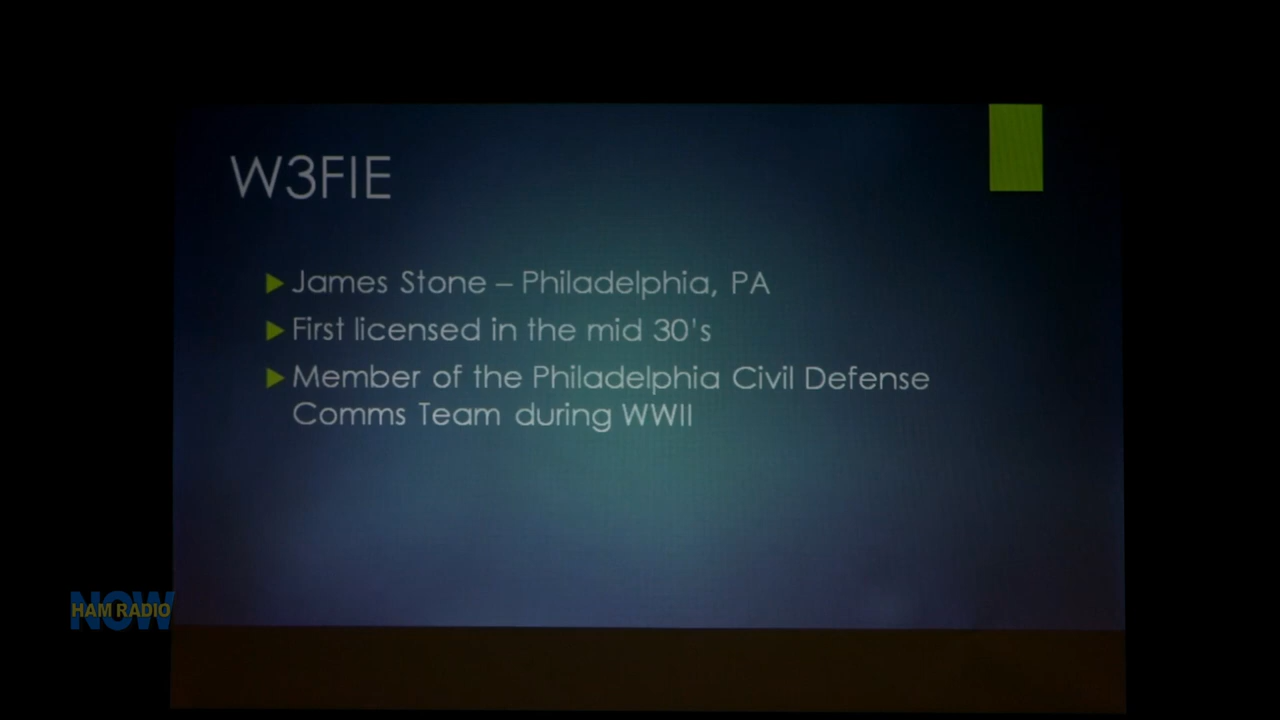 W3FIE
James Stone – Philadelphia, PA
First licensed in the mid 30's
Member of the Philadelphia Civil Defense
Comms Team during WWII
NOW
HAM RADIO